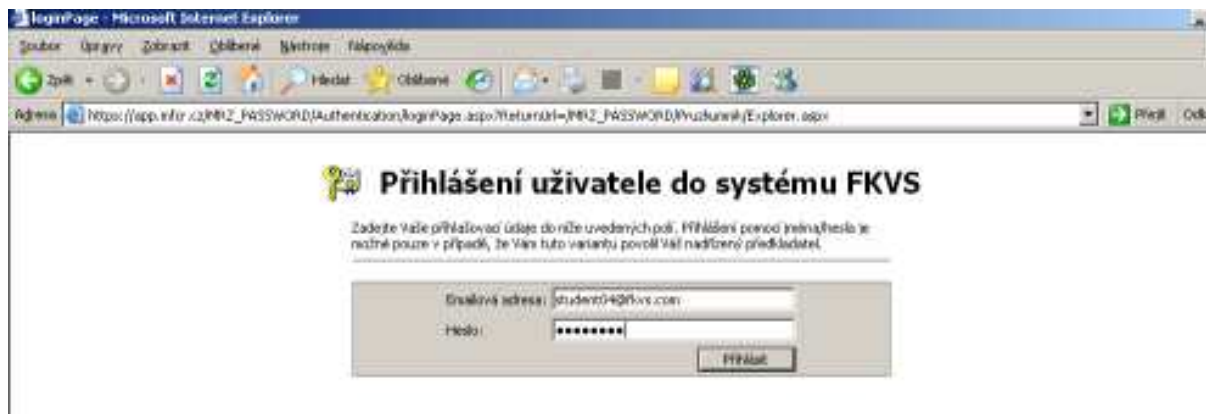 loginPage - Microsoft Internet Explorer
Soubor Úpravy Zobrazit Oblíbené Nástroje Nápověda
Zpět Hledat Oblíbené
Adresa https://app.mfcr.cz/MRZ_PASSWORD/Authentication/loginPage.aspx?ReturnUrl=/MRZ_PASSWORD/Pruzkumnik/Explorer.aspx Přejít
Přihlášení uživatele do systému FKVS
Zadejte Vaše přihlašovací údaje do níže uvedených polí. Přihlášení pomocí jména/hesla je
možné pouze v případě, že Vám tuto variantu povolil Váš nadřízený předkladatel.
Emailová adresa: student04@fkvs.com
Heslo: ●●●●●●●●
Přihlásit